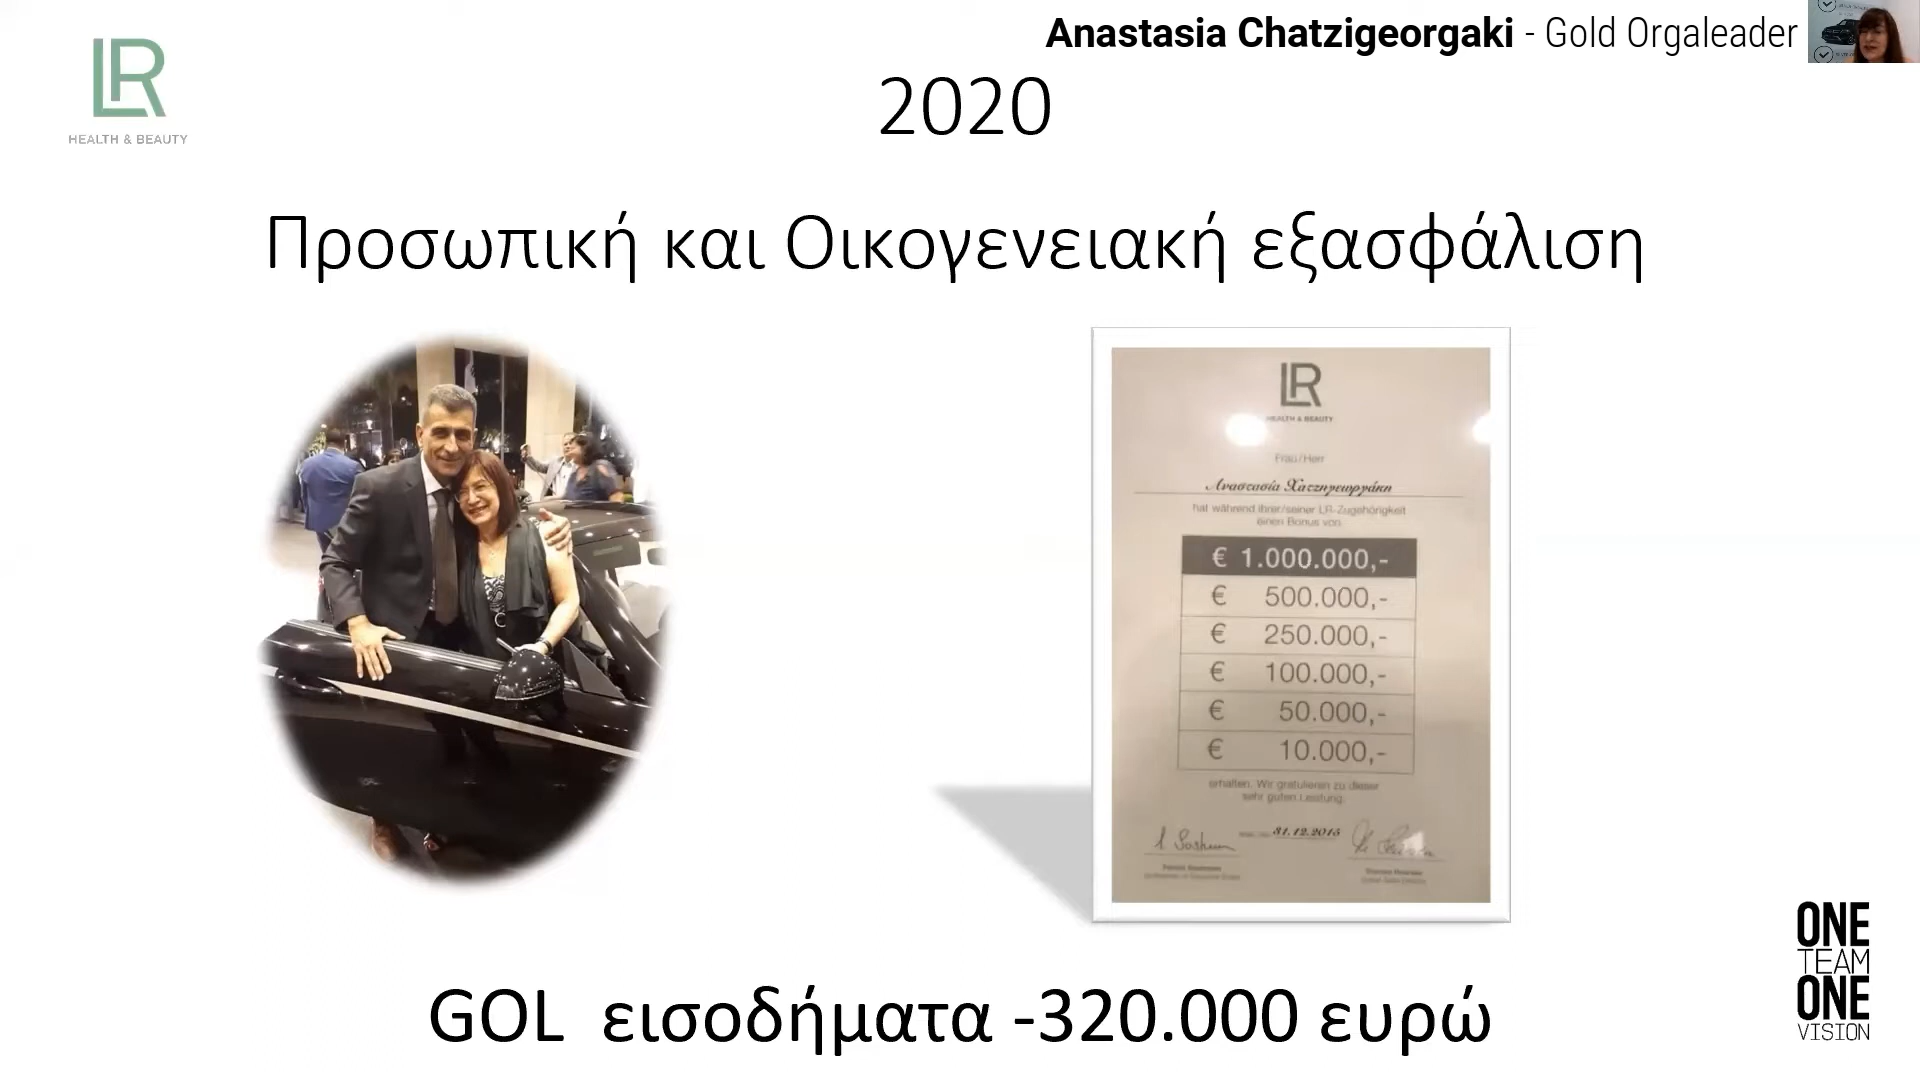 Anastasia Chatzigeorgaki - Gold Orgaleader
LR
HEALTH & BEAUTY
2020
Προσωπική και Οικογενειακή εξασφάλιση
LR
HEALTH & BEAUTY
Frau/Herr
Αναστασία Χατζηγεωργάκη
hat während ihrer/seiner LR-Zugehörigkeit
einen Bonus von
€ 1.000.000,-
€ 500.000,-
€ 250.000,-
€ 100.000,-
€ 50.000,-
€ 10.000,-
erhalten. Wir gratulieren zu dieser
sehr guten Leistung.
31.12.2015
GOL εισοδήματα -320.000 ευρώ
ONE
TEAM
ONE
VISION